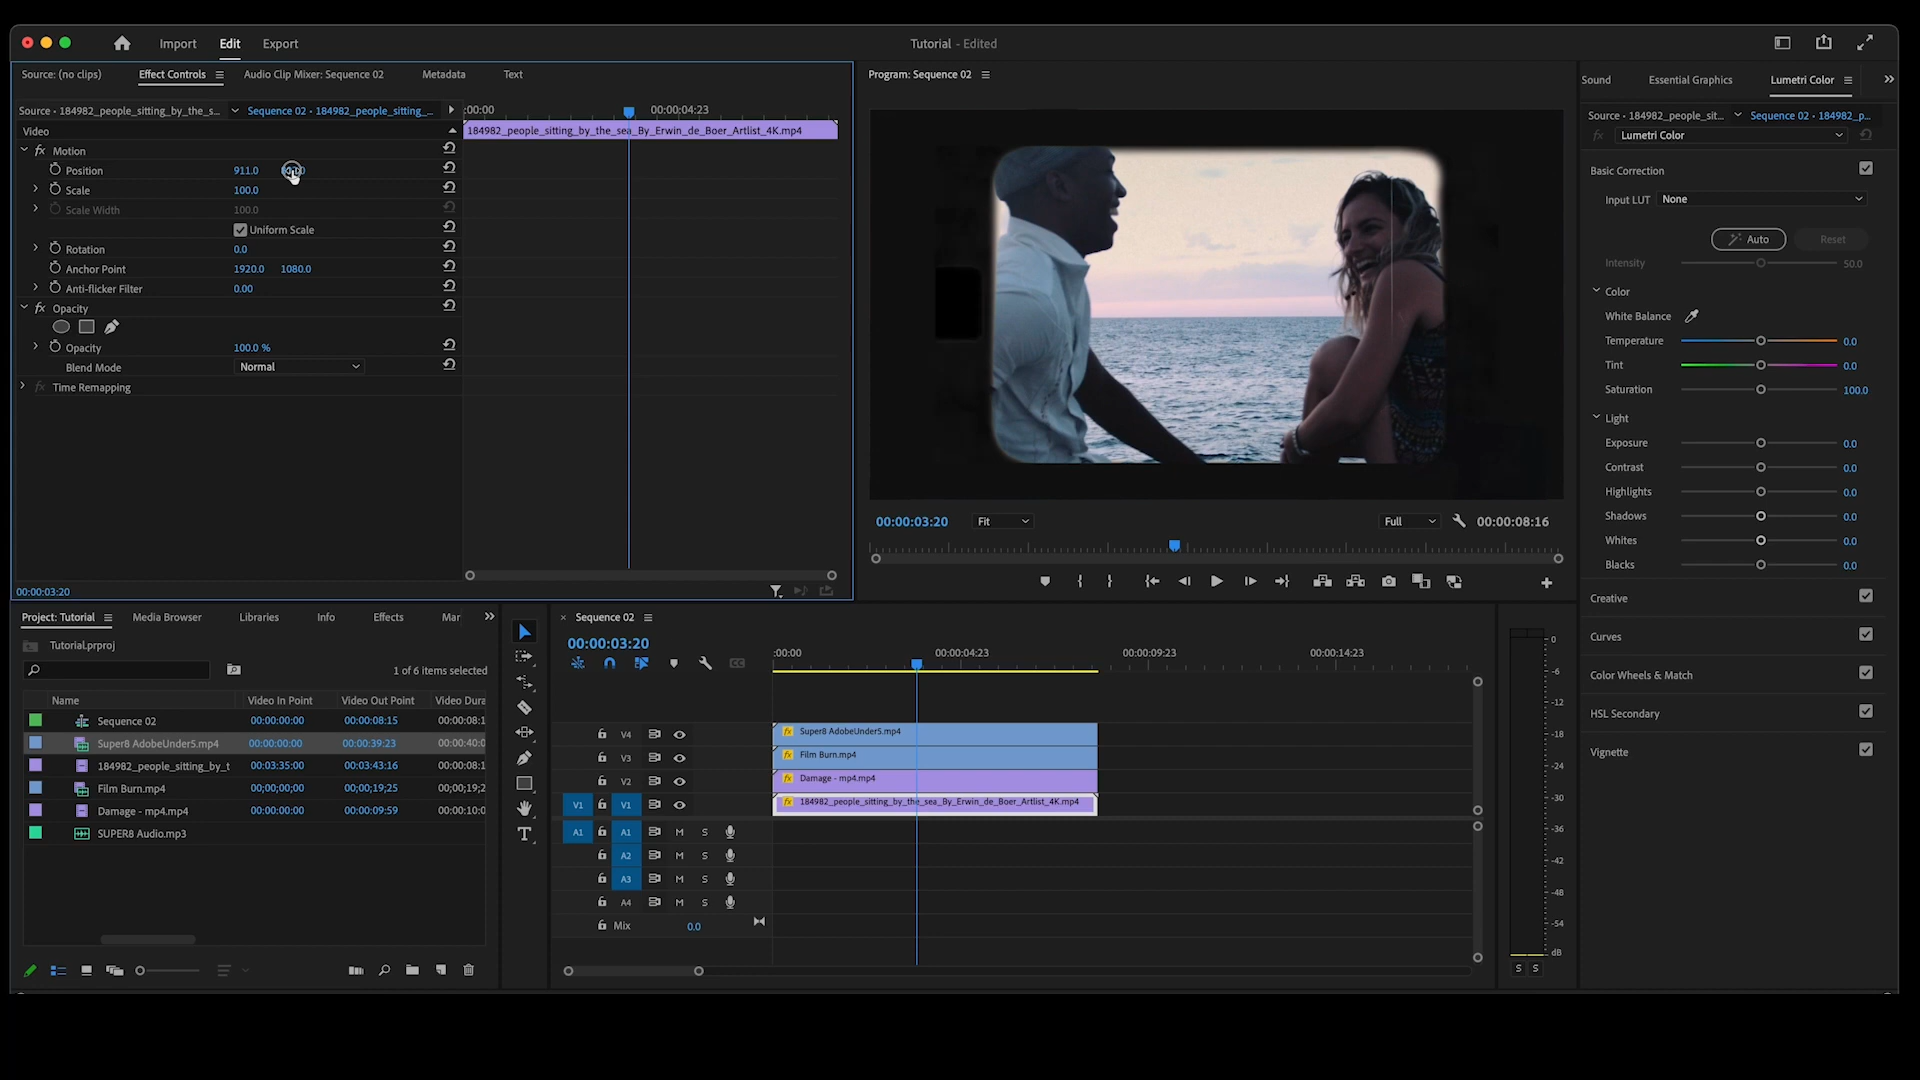 Import Edit Export
Tutorial - Edited
Source: (no clips) Effect Controls Audio Clip Mixer: Sequence 02 Metadata Text
Source • 184982_people_sitting_by_the_s... Sequence 02 • 184982_people_sitting_...
:00:00 00:00:04:23
Video
184982_people_sitting_by_the_sea_By_Erwin_de_Boer_Artlist_4K.mp4
fx Motion
Position 911.0
Scale 100.0
Scale Width 100.0
Uniform Scale
Rotation 0.0
Anchor Point 1920.0 1080.0
Anti-flicker Filter 0.00
fx Opacity
Opacity 100.0 %
Blend Mode Normal
fx Time Remapping
00:00:03:20
Program: Sequence 02
00:00:03:20 Fit Full 00:00:08:16
Sound Essential Graphics Lumetri Color
Source • 184982_people_sit... Sequence 02 • 184982_p...
fx Lumetri Color
Basic Correction
Input LUT None
Auto Reset
Intensity 50.0
Color
White Balance
Temperature 0.0
Tint 0.0
Saturation 100.0
Light
Exposure 0.0
Contrast 0.0
Highlights 0.0
Shadows 0.0
Whites 0.0
Blacks 0.0
Creative
Curves
Color Wheels & Match
HSL Secondary
Vignette
Project: Tutorial Media Browser Libraries Info Effects Mar
Tutorial.prproj
1 of 6 items selected
Name Video In Point Video Out Point Video Dura
Sequence 02 00:00:00:00 00:00:08:15 00:00:08:1
Super8 AdobeUnder5.mp4 00:00:00:00 00:00:39:23 00:00:40:0
184982_people_sitting_by_t 00:03:35:00 00:03:43:16 00:00:08:1
Film Burn.mp4 00;00;00;00 00;00;19;25 00;00;19;2
Damage - mp4.mp4 00:00:00:00 00:00:09:59 00:00:10:0
SUPER8 Audio.mp3
T
× Sequence 02
00:00:03:20
CC
:00:00 00:00:04:23 00:00:09:23 00:00:14:23
V4 fx Super8 AdobeUnder5.mp4
V3 fx Film Burn.mp4
V2 fx Damage - mp4.mp4
V1 V1 fx 184982_people_sitting_by_the_sea_By_Erwin_de_Boer_Artlist_4K.mp4
A1 A1 M S
A2 M S
A3 M S
A4 M S
Mix 0.0
0
-6
-12
-18
-24
-30
-36
-42
-48
-54
dB
S S